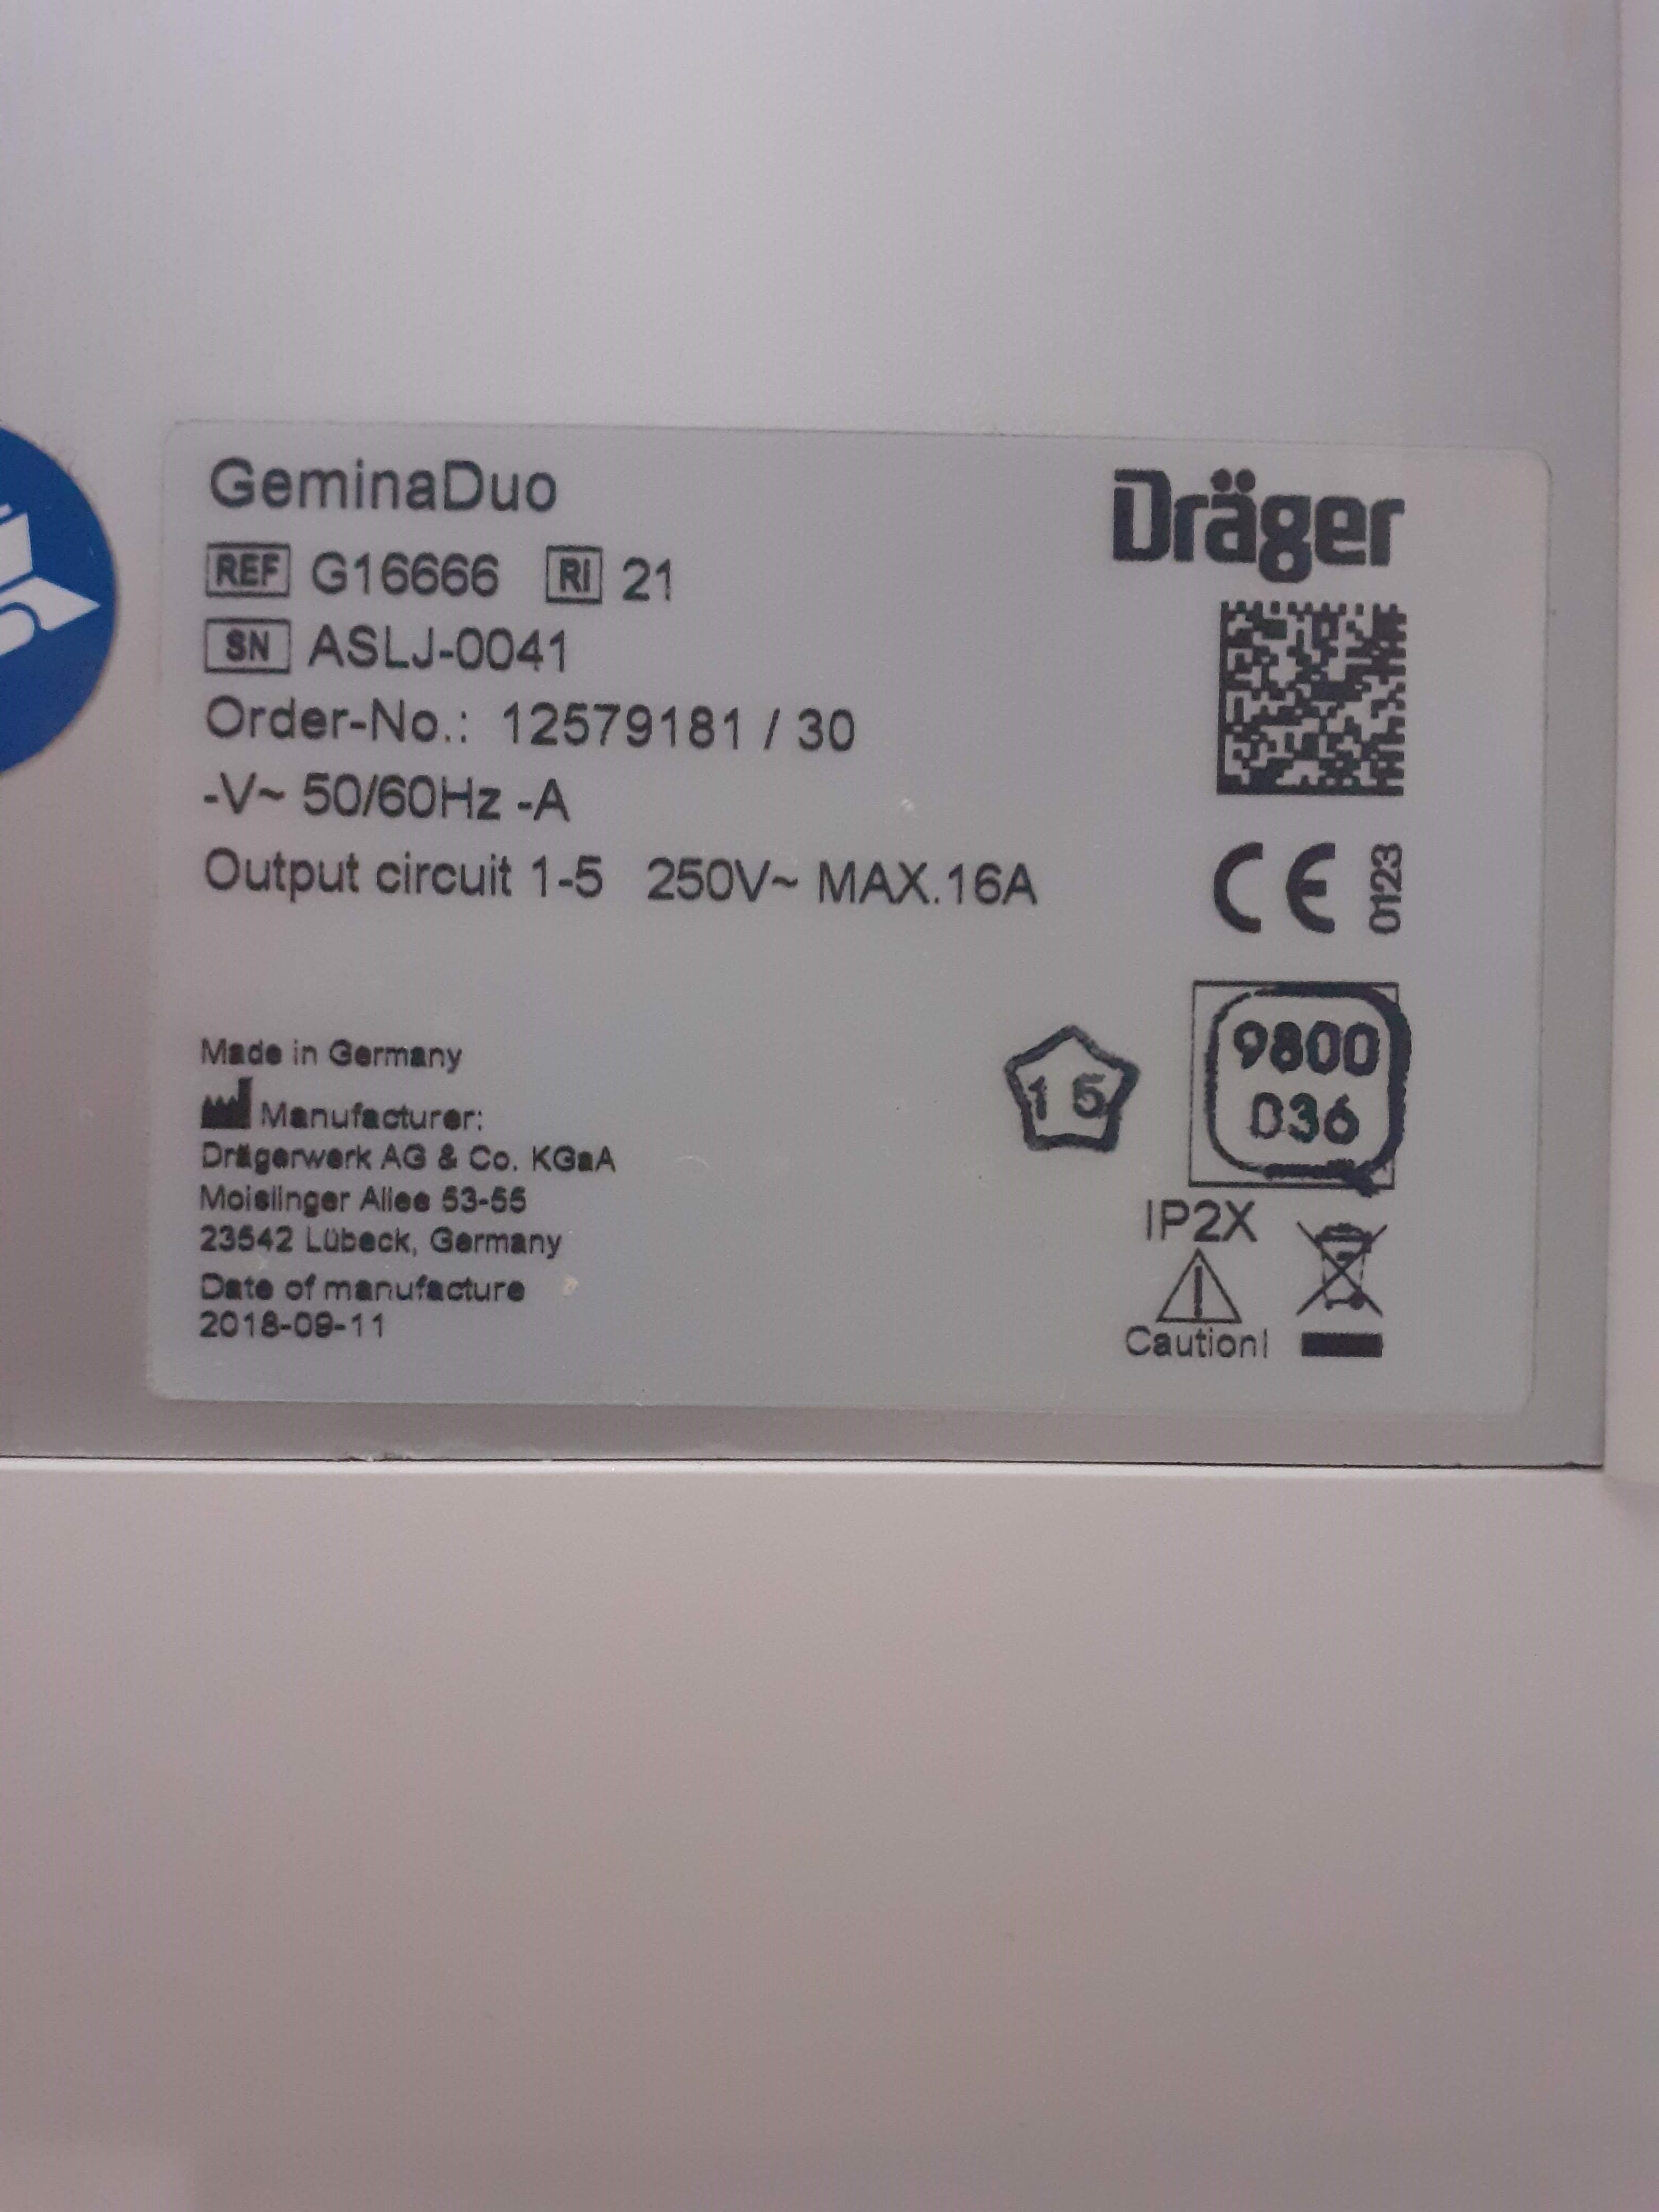 GeminaDuo
Dräger
REF G16666 RI 21
SN ASLJ-0041
Order-No.: 12579181 / 30
-V~ 50/60Hz -A
Output circuit 1-5 250V~ MAX.16A
CE 0123
Made in Germany
Manufacturer:
Drägerwerk AG & Co. KGaA
Moislinger Allee 53-55
23542 Lübeck, Germany
Date of manufacture
2018-09-11
15
9800
036
IP2X
Caution!